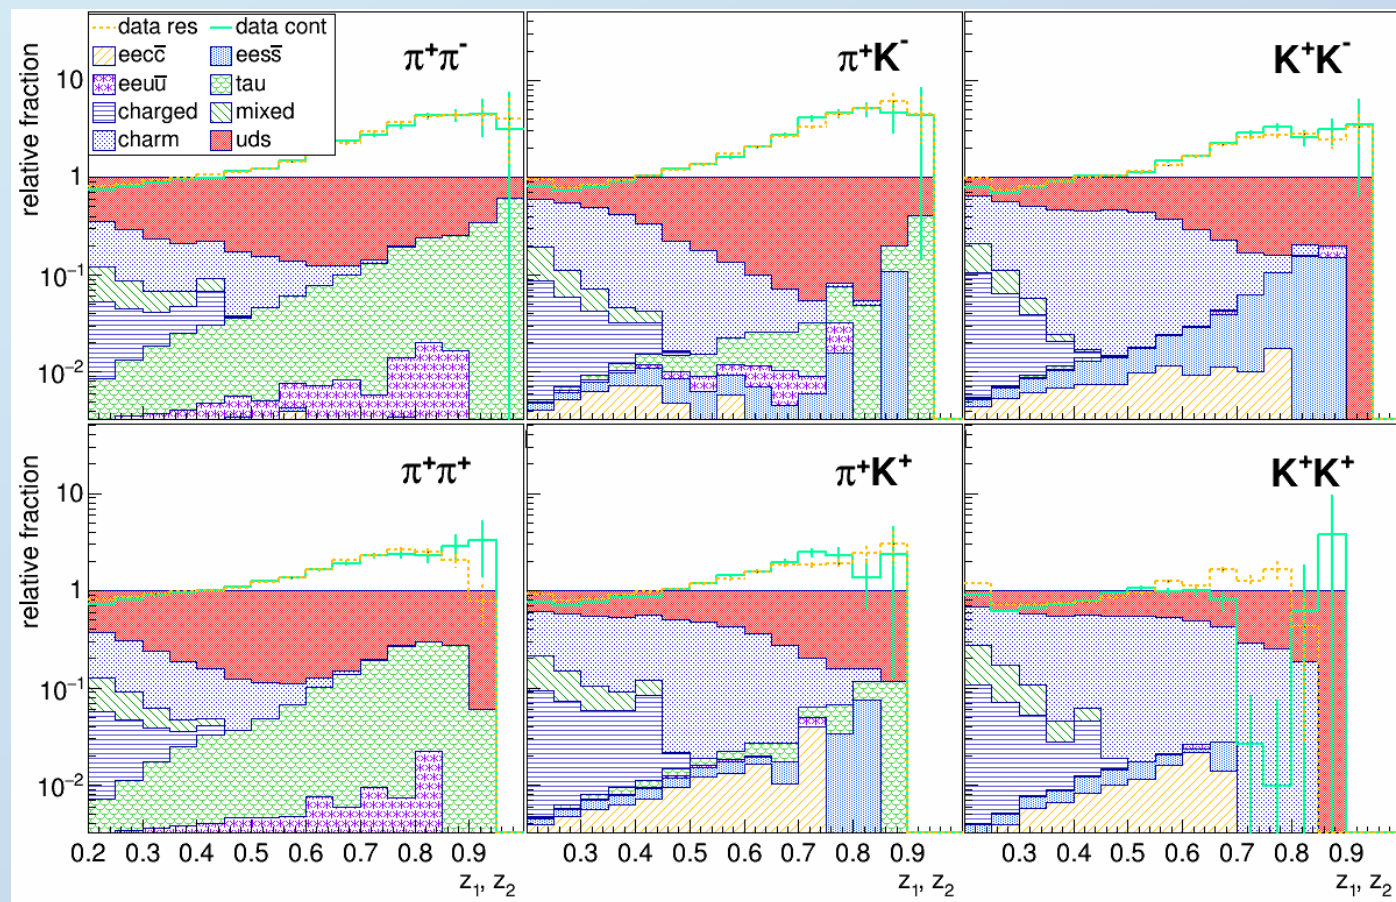 data res data cont
eecc̅ eess̅
eeuu̅ tau
charged mixed
charm uds
π⁺π⁻
π⁺K⁻
K⁺K⁻
relative fraction
10
1
10⁻¹
10⁻²
π⁺π⁺
π⁺K⁺
K⁺K⁺
relative fraction
10
1
10⁻¹
10⁻²
0.2 0.3 0.4 0.5 0.6 0.7 0.8 0.9
0.3 0.4 0.5 0.6 0.7 0.8 0.9
0.3 0.4 0.5 0.6 0.7 0.8 0.9
z₁, z₂
z₁, z₂
z₁, z₂